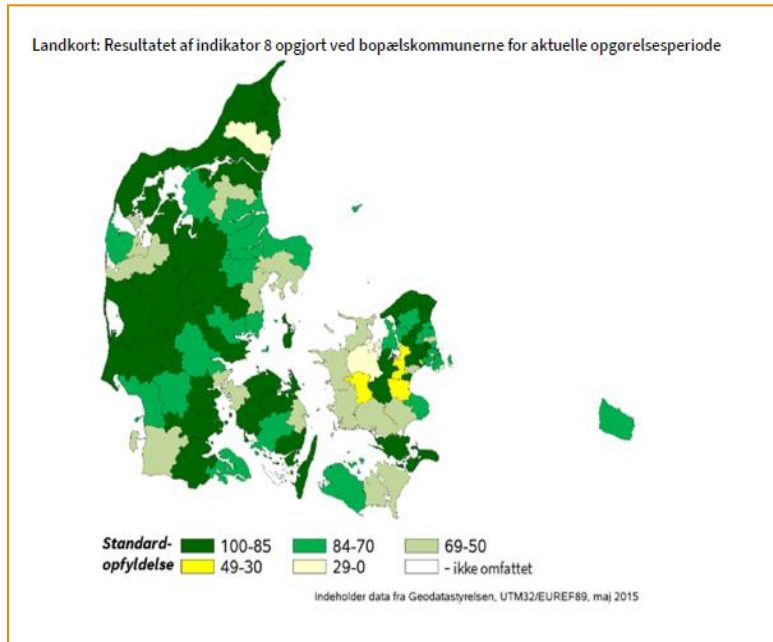 Landkort: Resultatet af indikator 8 opgjort ved bopælskommunerne for aktuelle opgørelsesperiode
Standard-opfyldelse
100-85
84-70
69-50
49-30
29-0
- ikke omfattet
Indeholder data fra Geodatastyrelsen, UTM32/EUREF89, maj 2015